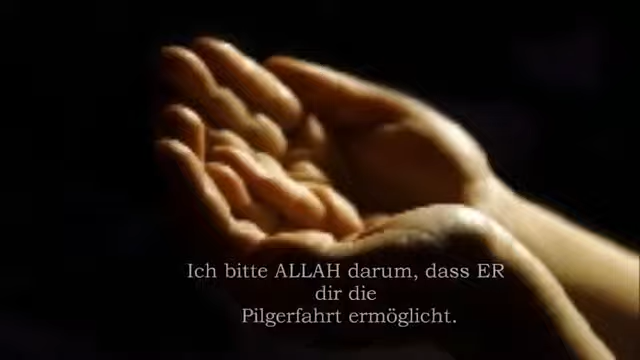 Ich bitte ALLAH darum, dass ER
dir die
Pilgerfahrt ermöglicht.